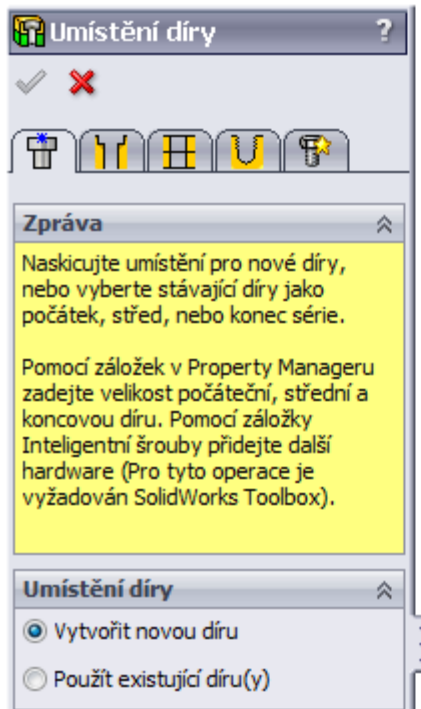 Umístění díry ?
Zpráva
Naskicujte umístění pro nové díry,
nebo vyberte stávající díry jako
počátek, střed, nebo konec série.
Pomocí záložek v Property Manageru
zadejte velikost počáteční, střední a
koncovou díru. Pomocí záložky
Inteligentní šrouby přidejte další
hardware (Pro tyto operace je
vyžadován SolidWorks Toolbox).
Umístění díry
Vytvořit novou díru
Použít existující díru(y)